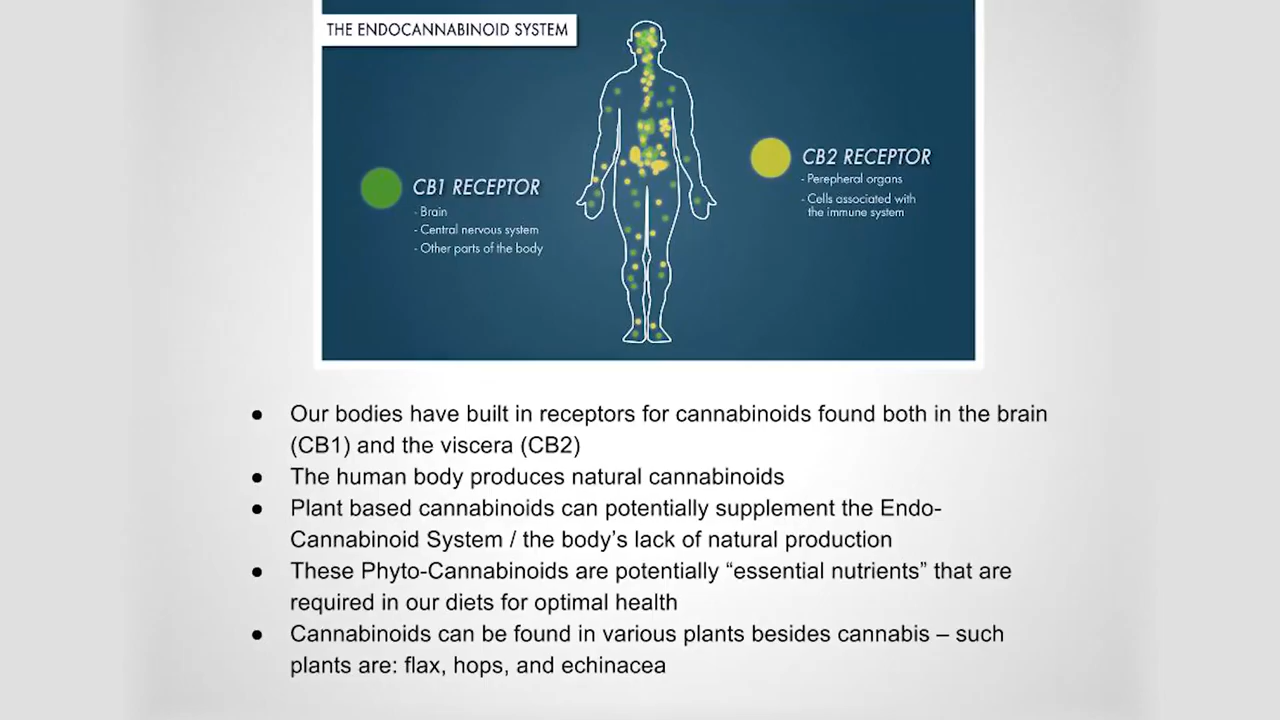 THE ENDOCANNABINOID SYSTEM
CB1 RECEPTOR
- Brain
- Central nervous system
- Other parts of the body
CB2 RECEPTOR
- Perepheral organs
- Cells associated with
the immune system
● Our bodies have built in receptors for cannabinoids found both in the brain
(CB1) and the viscera (CB2)
● The human body produces natural cannabinoids
● Plant based cannabinoids can potentially supplement the Endo-
Cannabinoid System / the body’s lack of natural production
● These Phyto-Cannabinoids are potentially “essential nutrients” that are
required in our diets for optimal health
● Cannabinoids can be found in various plants besides cannabis – such
plants are: flax, hops, and echinacea